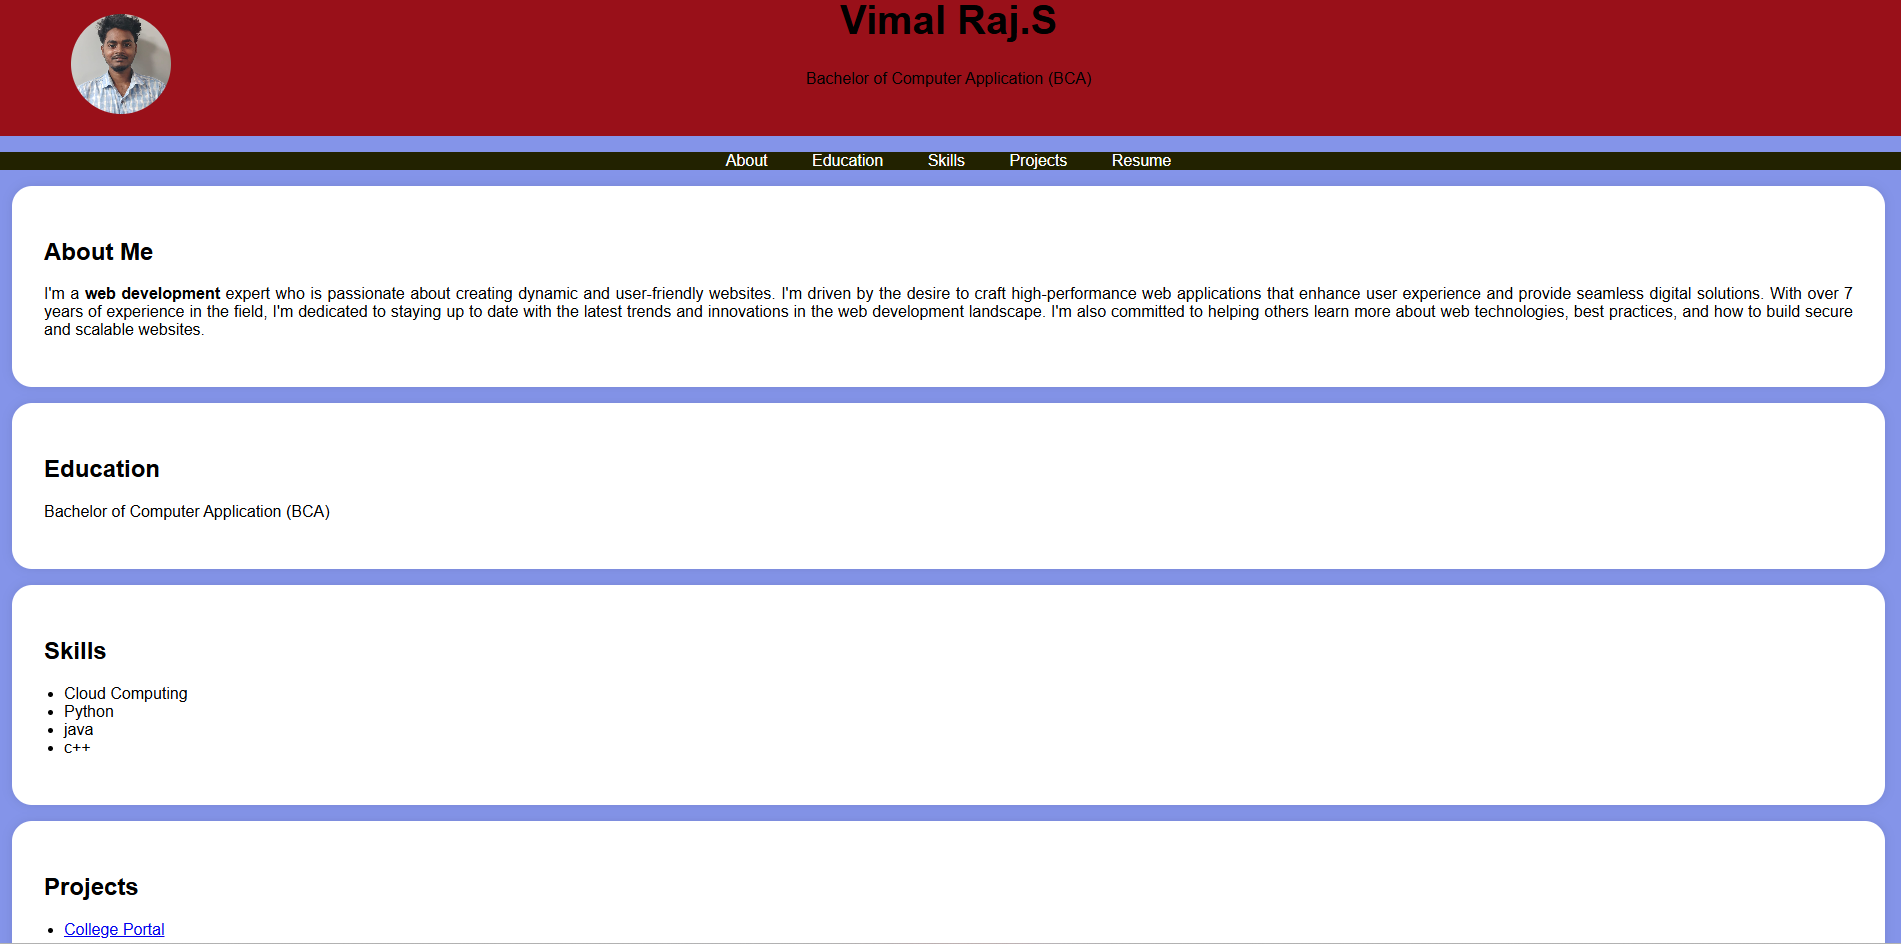 Vimal Raj.S
Bachelor of Computer Application (BCA)
About Education Skills Projects Resume
About Me
I'm a web development expert who is passionate about creating dynamic and user-friendly websites. I'm driven by the desire to craft high-performance web applications that enhance user experience and provide seamless digital solutions. With over 7
years of experience in the field, I'm dedicated to staying up to date with the latest trends and innovations in the web development landscape. I'm also committed to helping others learn more about web technologies, best practices, and how to build secure
and scalable websites.
Education
Bachelor of Computer Application (BCA)
Skills
• Cloud Computing
• Python
• java
• c++
Projects
• College Portal